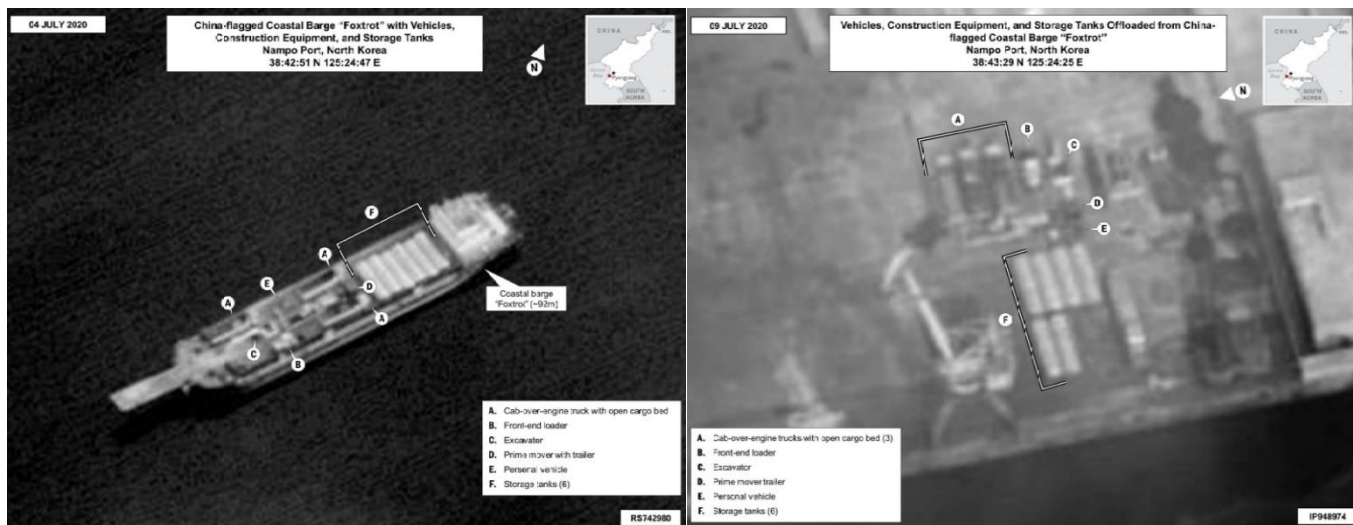 04 JULY 2020
China-flagged Coastal Barge "Foxtrot" with Vehicles,
Construction Equipment, and Storage Tanks
Nampo Port, North Korea
38:42:51 N 125:24:47 E
N
CHINA
Pyongyang
SOUTH
KOREA
F
A
E
D
A
A
C
B
Coastal barge
"Foxtrot" (~92m)
A. Cab-over-engine truck with open cargo bed
B. Front-end loader
C. Excavator
D. Prime mover with trailer
E. Personal vehicle
F. Storage tanks (6)
RS742980
09 JULY 2020
Vehicles, Construction Equipment, and Storage Tanks Offloaded from China-
flagged Coastal Barge "Foxtrot"
Nampo Port, North Korea
38:43:29 N 125:24:25 E
N
CHINA
Pyongyang
SOUTH
KOREA
A
B
C
D
E
F
A. Cab-over-engine trucks with open cargo bed (3)
B. Front-end loader
C. Excavator
D. Prime mover trailer
E. Personal vehicle
F. Storage tanks (6)
IF948974